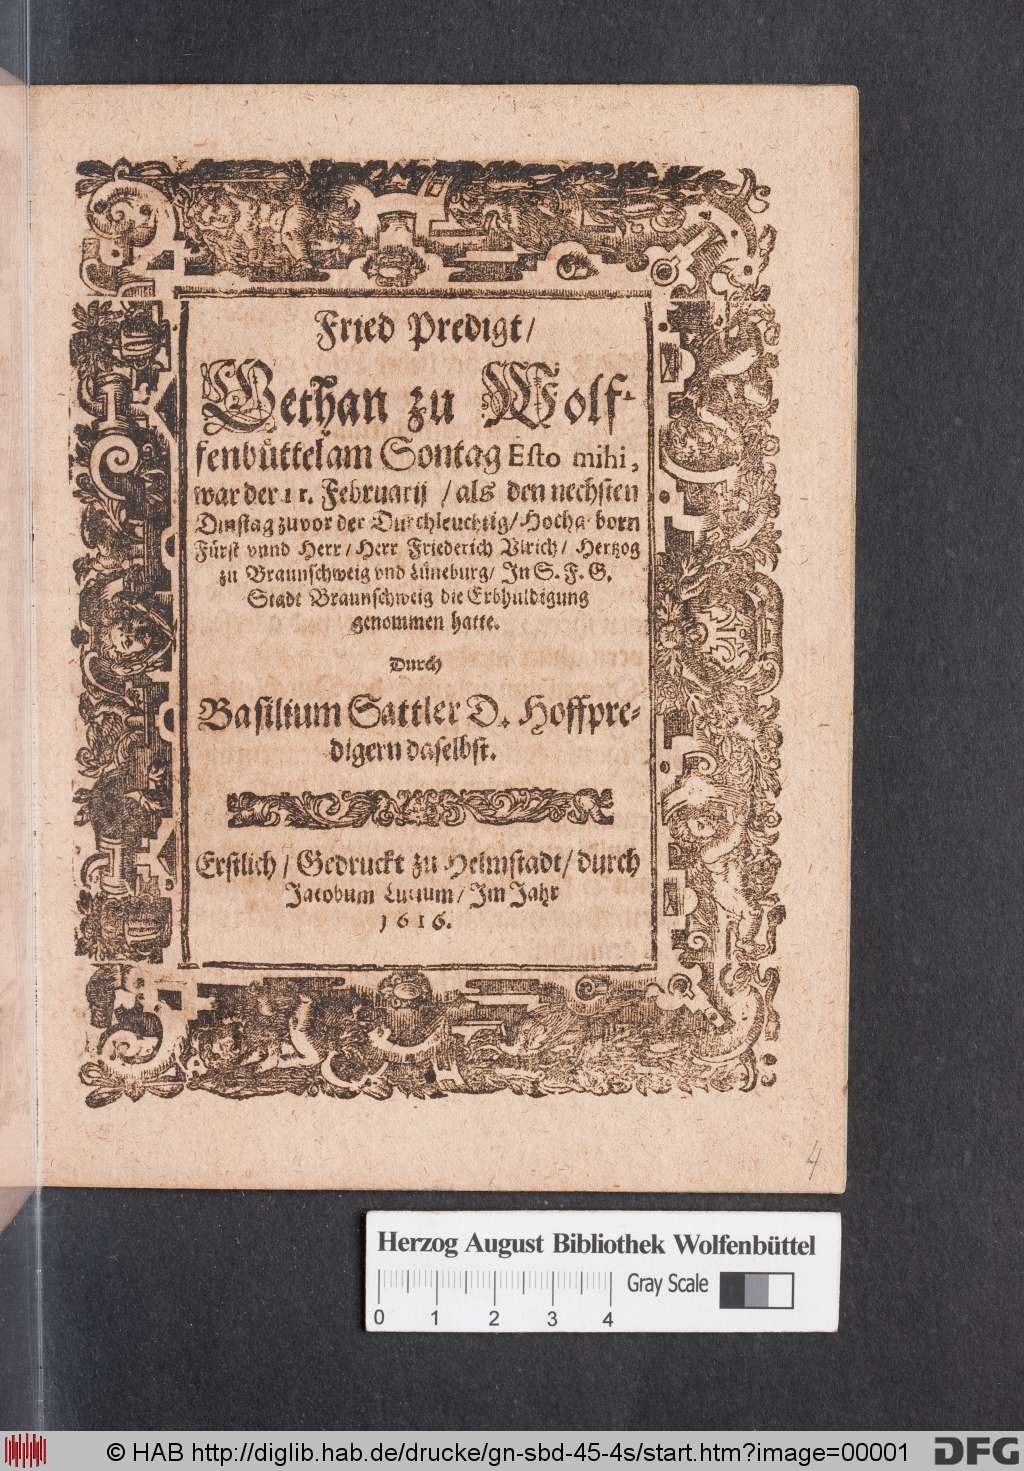 Fried Predigt/
Gethan zu Wolf-
fenbüttel am Sontag Esto mihi,
war der 11. Februarij / als den nechsten
Dinstag zuvor der Durchleuchtig/ Hochgeborn
Fürst vnnd Herr/ Herr Friederich Vlrich/ Hertzog
zu Braunschweig vnd Lüneburg/ In S. F. G.
Stadt Braunschweig die Erbhuldigung
genommen hatte.
Durch
Basilium Sattler D. Hoffpre-
digern daselbst.
Erstlich / Gedruckt zu Helmstadt/ durch
Jacobum Lucium/ Im Jahr
1616.
4
Herzog August Bibliothek Wolfenbüttel
Gray Scale
0 1 2 3 4
© HAB http://diglib.hab.de/drucke/gn-sbd-45-4s/start.htm?image=00001
DFG